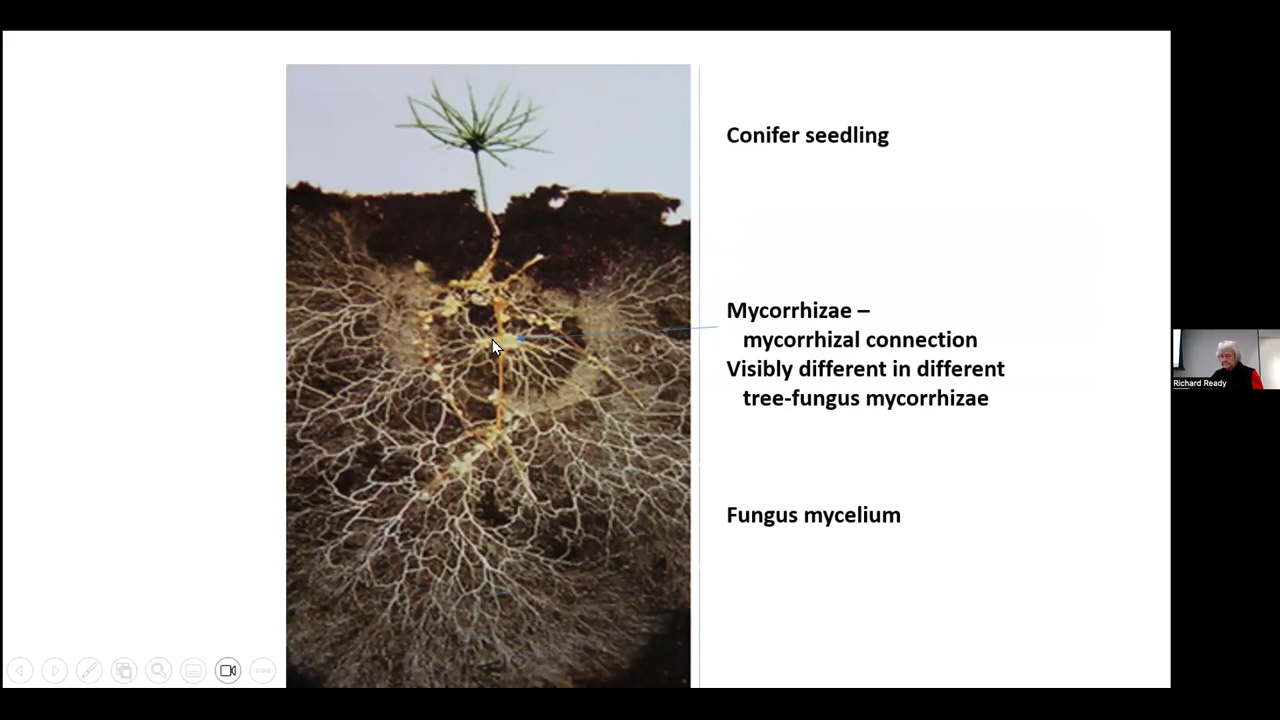 Conifer seedling
Mycorrhizae –
mycorrhizal connection
Visibly different in different
tree-fungus mycorrhizae
Fungus mycelium
Richard Ready